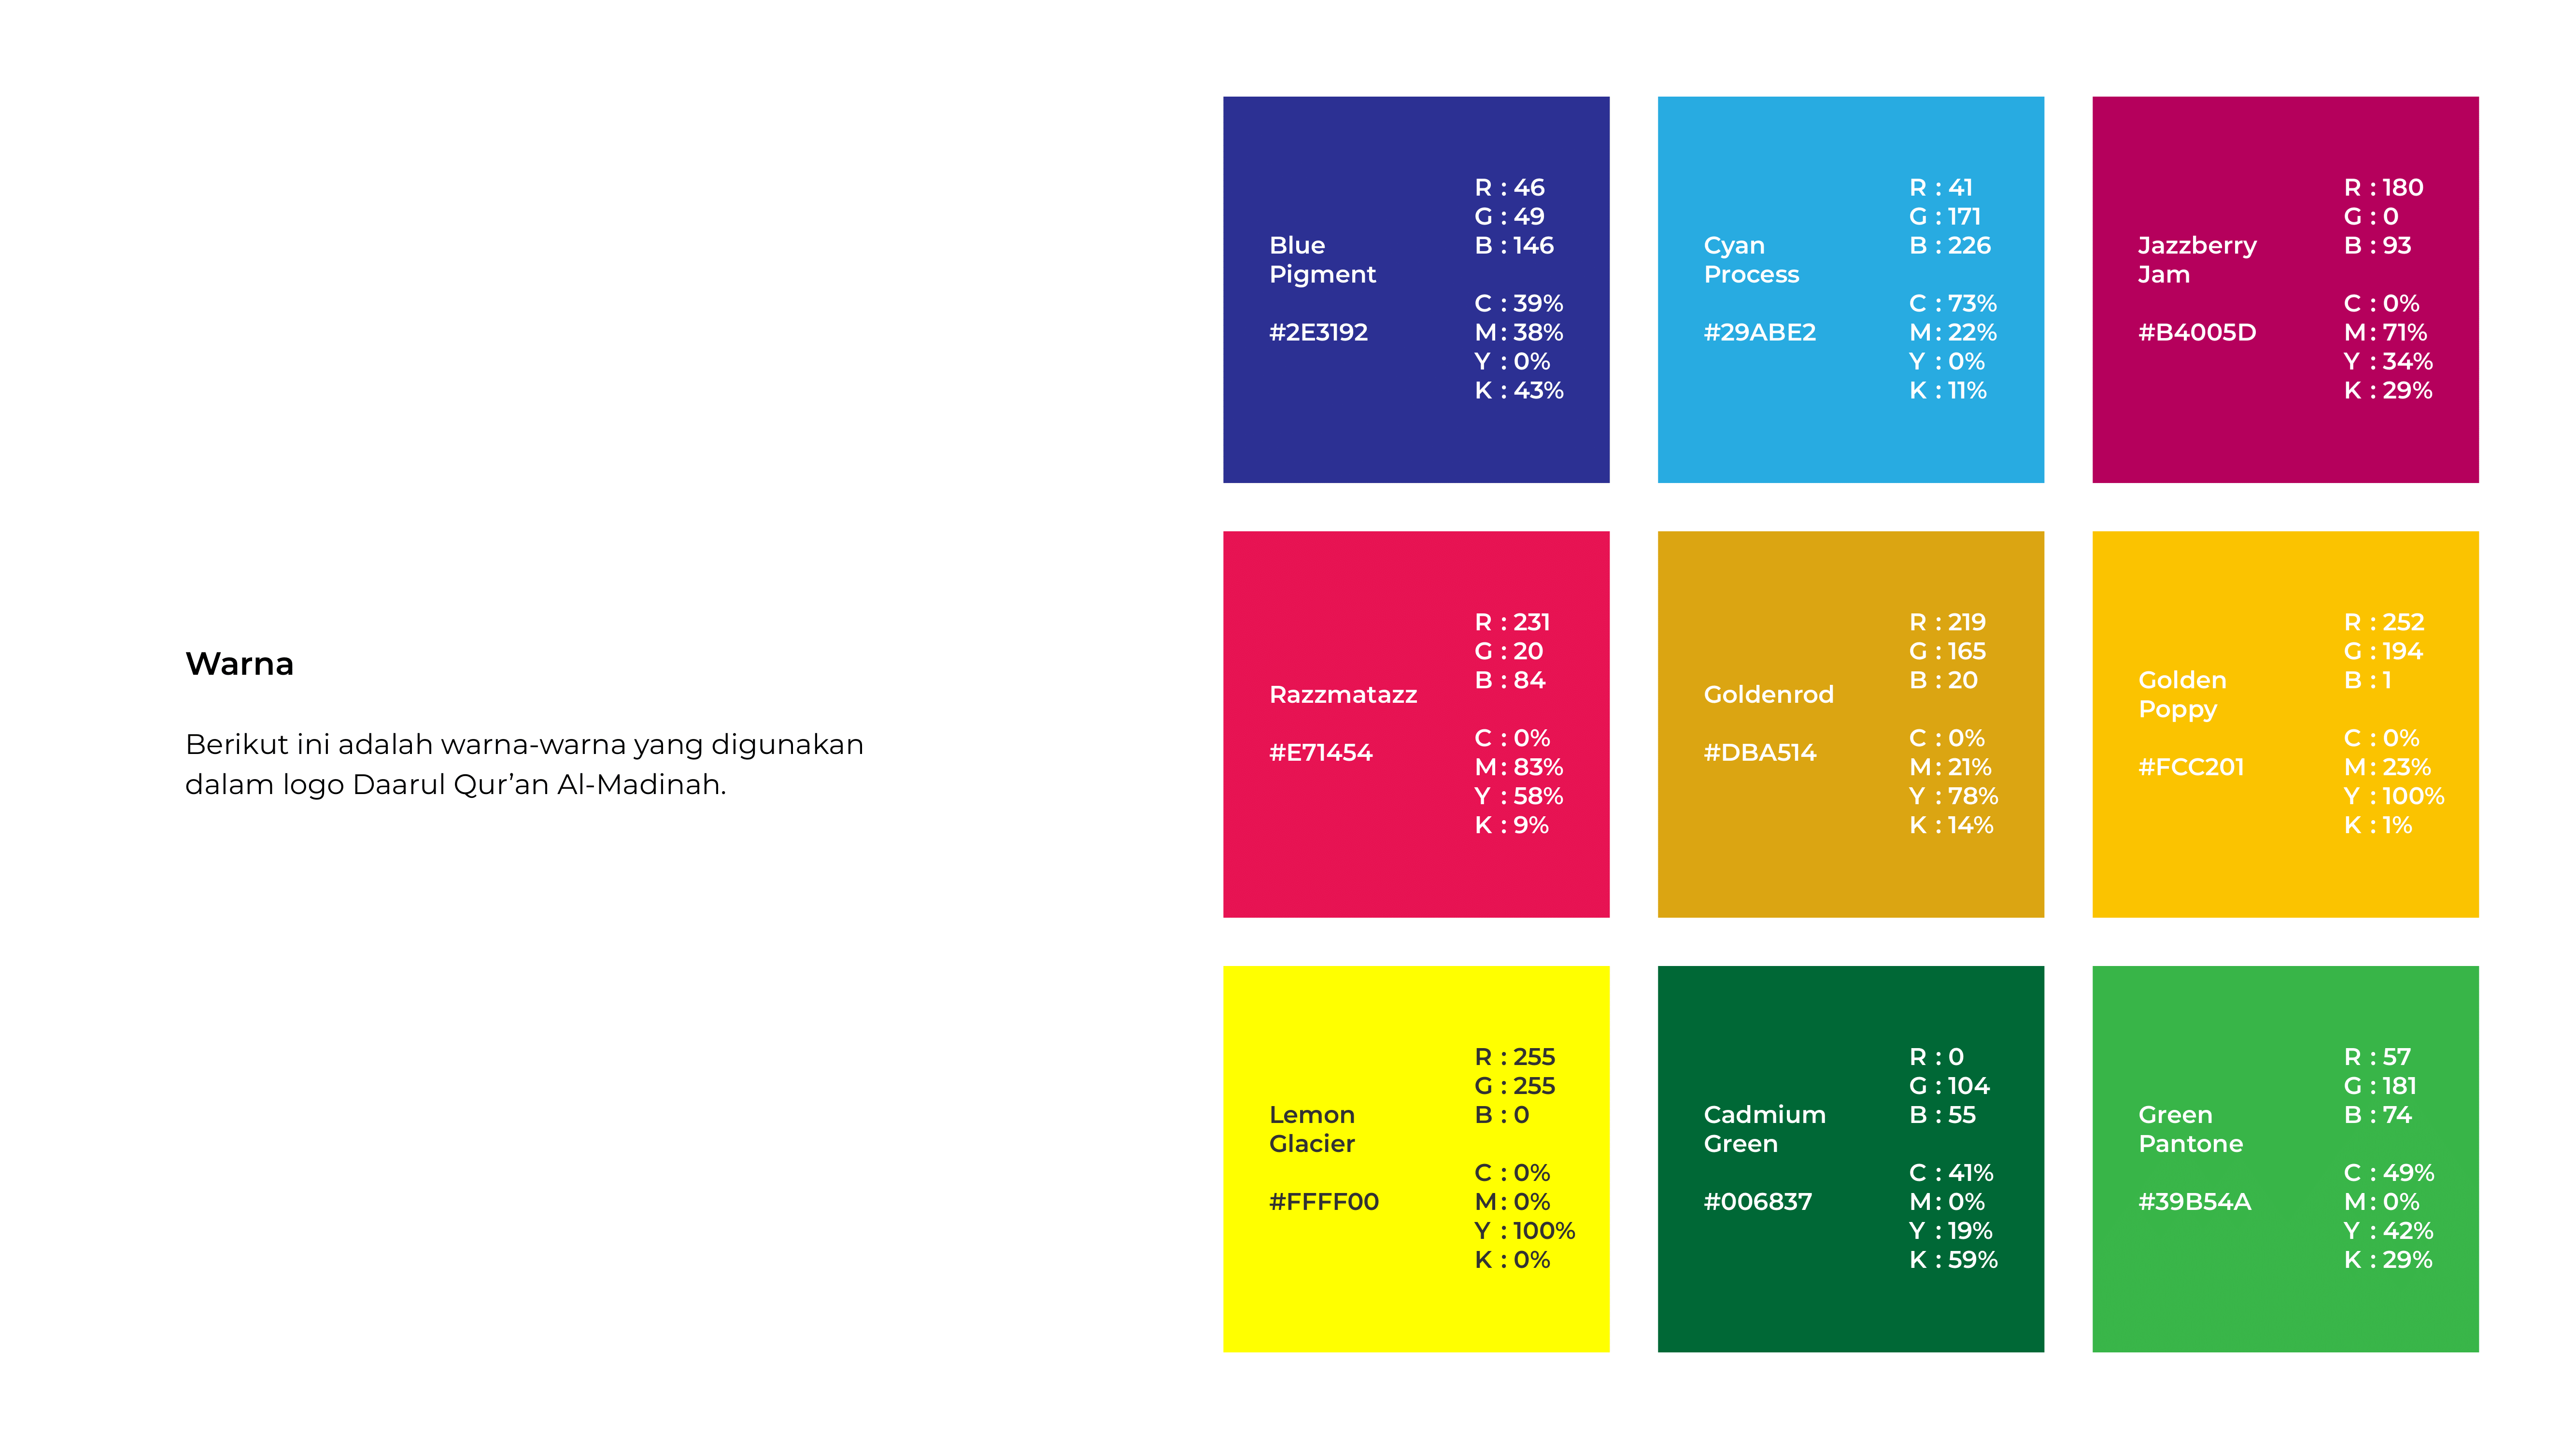 Warna
Berikut ini adalah warna-warna yang digunakan
dalam logo Daarul Qur’an Al-Madinah.
Blue
Pigment
#2E3192
R : 46
G : 49
B : 146
C : 39%
M : 38%
Y : 0%
K : 43%
Cyan
Process
#29ABE2
R : 41
G : 171
B : 226
C : 73%
M : 22%
Y : 0%
K : 11%
Jazzberry
Jam
#B4005D
R : 180
G : 0
B : 93
C : 0%
M : 71%
Y : 34%
K : 29%
Razzmatazz
#E71454
R : 231
G : 20
B : 84
C : 0%
M : 83%
Y : 58%
K : 9%
Goldenrod
#DBA514
R : 219
G : 165
B : 20
C : 0%
M : 21%
Y : 78%
K : 14%
Golden
Poppy
#FCC201
R : 252
G : 194
B : 1
C : 0%
M : 23%
Y : 100%
K : 1%
Lemon
Glacier
#FFFF00
R : 255
G : 255
B : 0
C : 0%
M : 0%
Y : 100%
K : 0%
Cadmium
Green
#006837
R : 0
G : 104
B : 55
C : 41%
M : 0%
Y : 19%
K : 59%
Green
Pantone
#39B54A
R : 57
G : 181
B : 74
C : 49%
M : 0%
Y : 42%
K : 29%